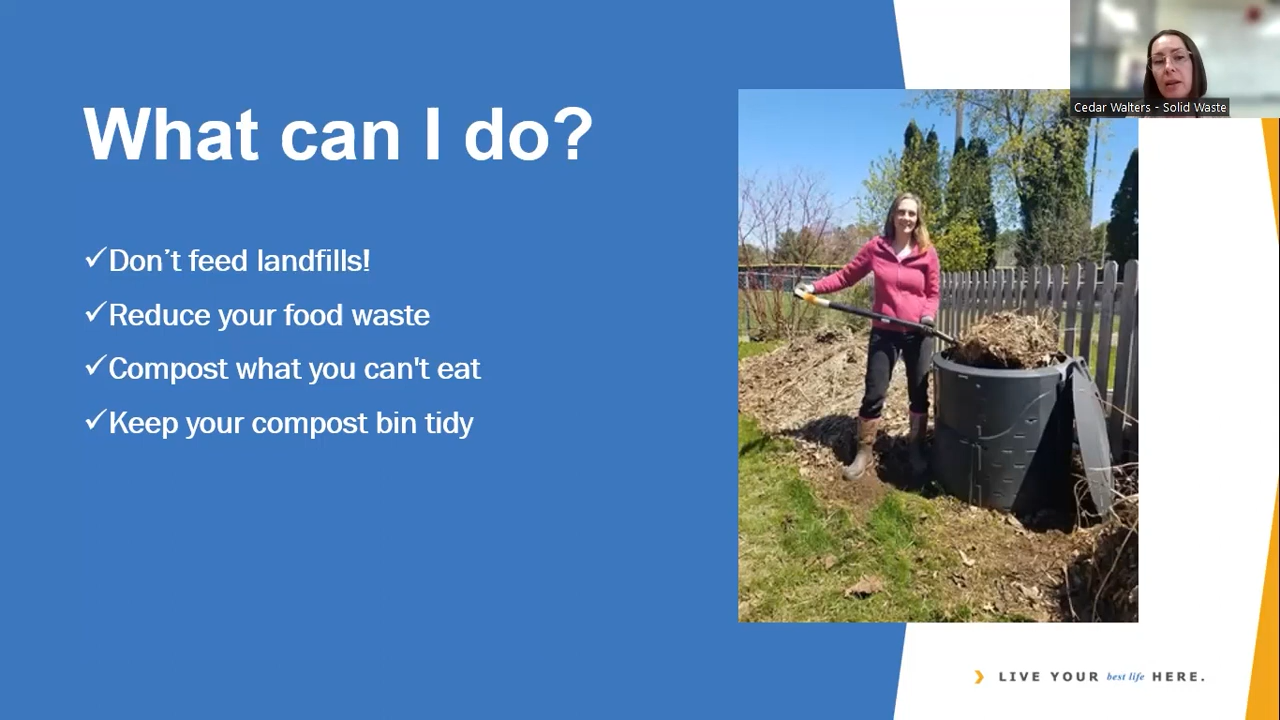 What can I do?
✓Don’t feed landfills!
✓Reduce your food waste
✓Compost what you can't eat
✓Keep your compost bin tidy
Cedar Walters - Solid Waste
LIVE YOUR best life HERE.